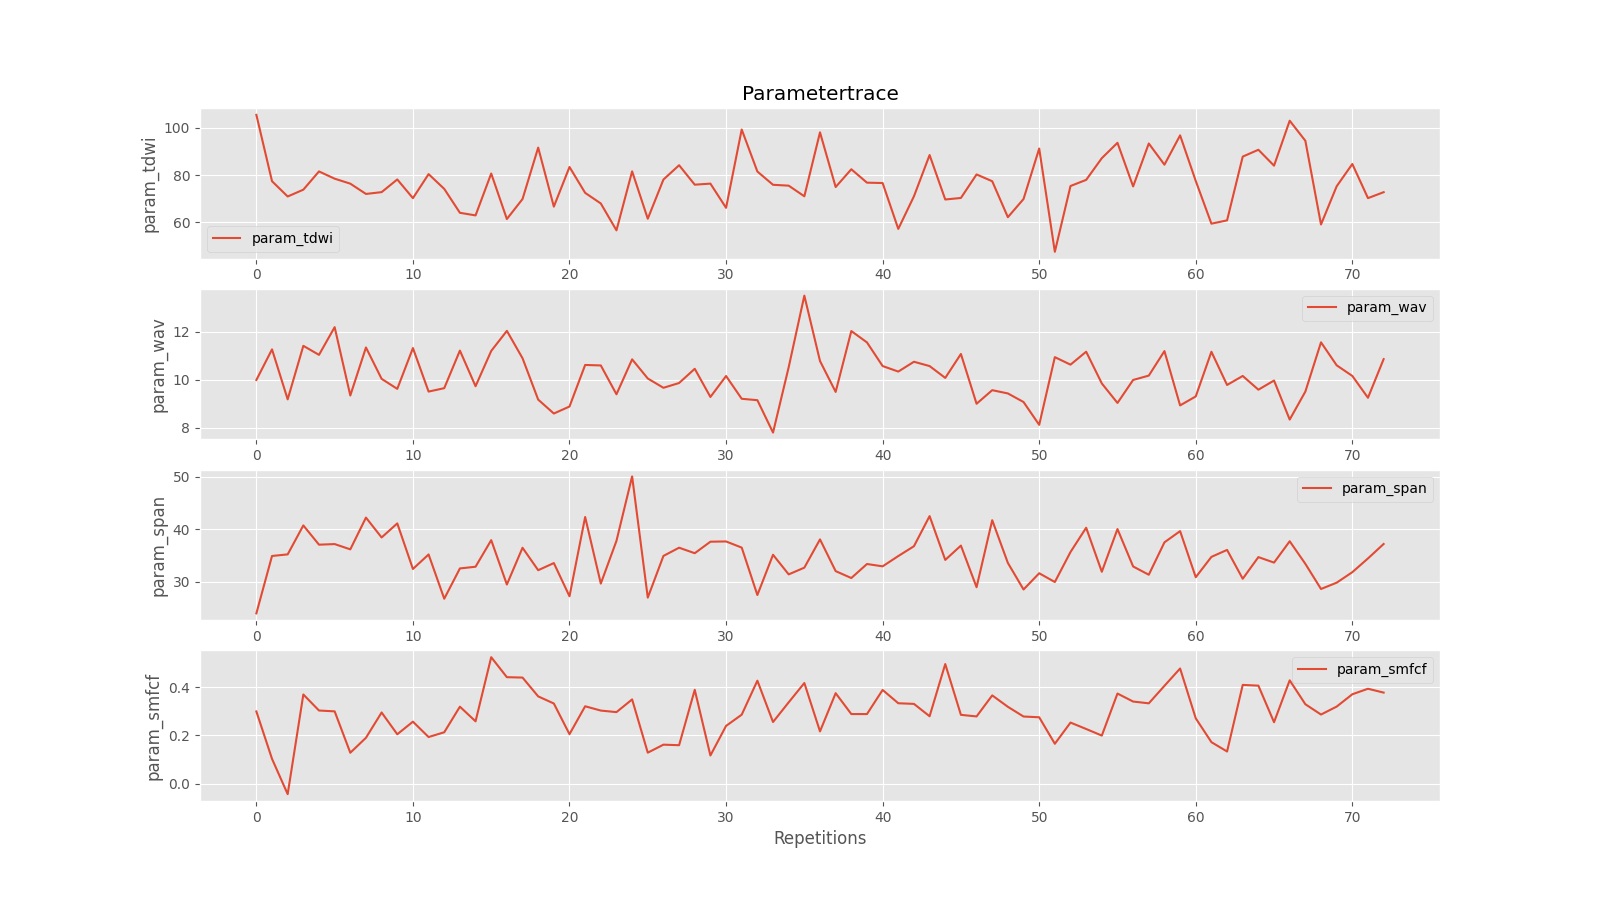 Parametertrace
param_tdwi
100
80
60
param_tdwi
0 10 20 30 40 50 60 70
param_wav
12
10
8
param_wav
0 10 20 30 40 50 60 70
param_span
50
40
30
param_span
0 10 20 30 40 50 60 70
param_smfcf
0.4
0.2
0.0
param_smfcf
0 10 20 30 40 50 60 70
Repetitions